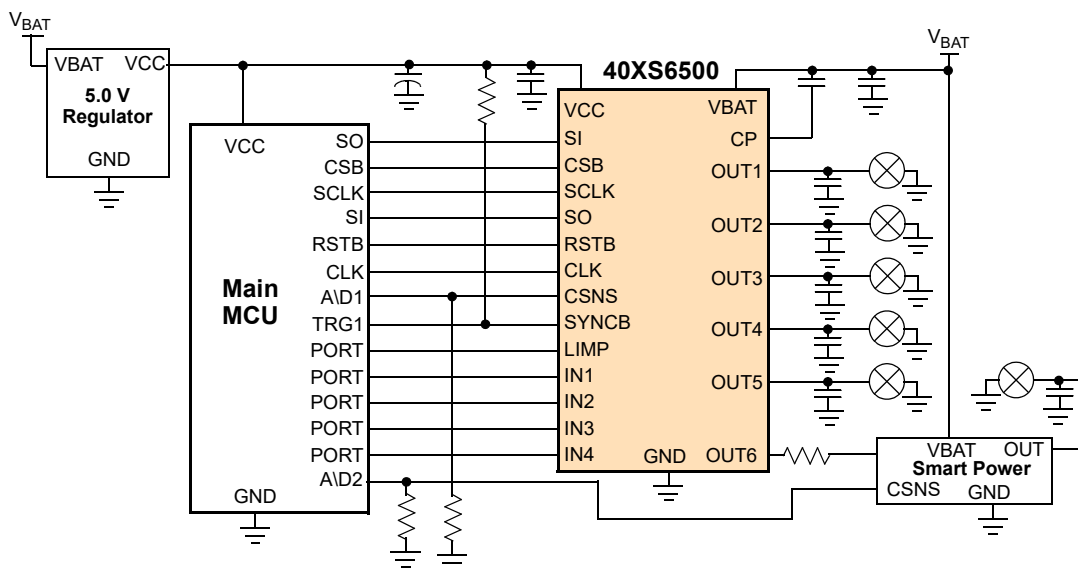 VBAT
VBAT VCC
5.0 V
Regulator
GND
Main
MCU
VCC
SO
CSB
SCLK
SI
RSTB
CLK
A\D1
TRG1
PORT
PORT
PORT
PORT
PORT
A\D2
GND
40XS6500
VCC
SI
CSB
SCLK
SO
RSTB
CLK
CSNS
SYNCB
LIMP
IN1
IN2
IN3
IN4
GND
VBAT
CP
OUT1
OUT2
OUT3
OUT4
OUT5
OUT6
VBAT
VBAT OUT
Smart Power
CSNS GND